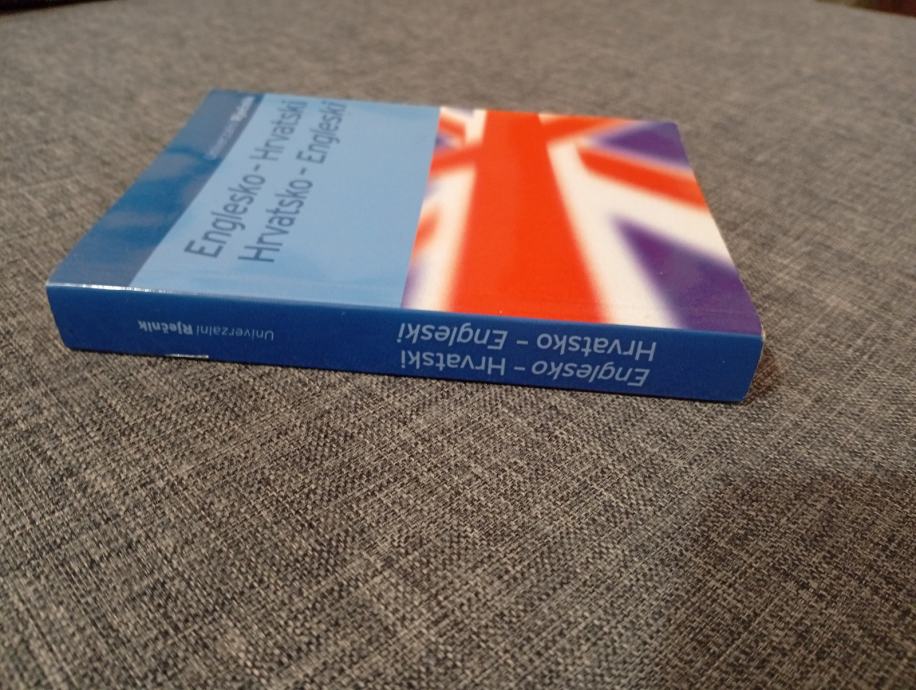 Univerzalni Rječnik
Englesko - Hrvatski
Hrvatsko - Engleski
Univerzalni Rječnik
Englesko - Hrvatski
Hrvatsko - Engleski